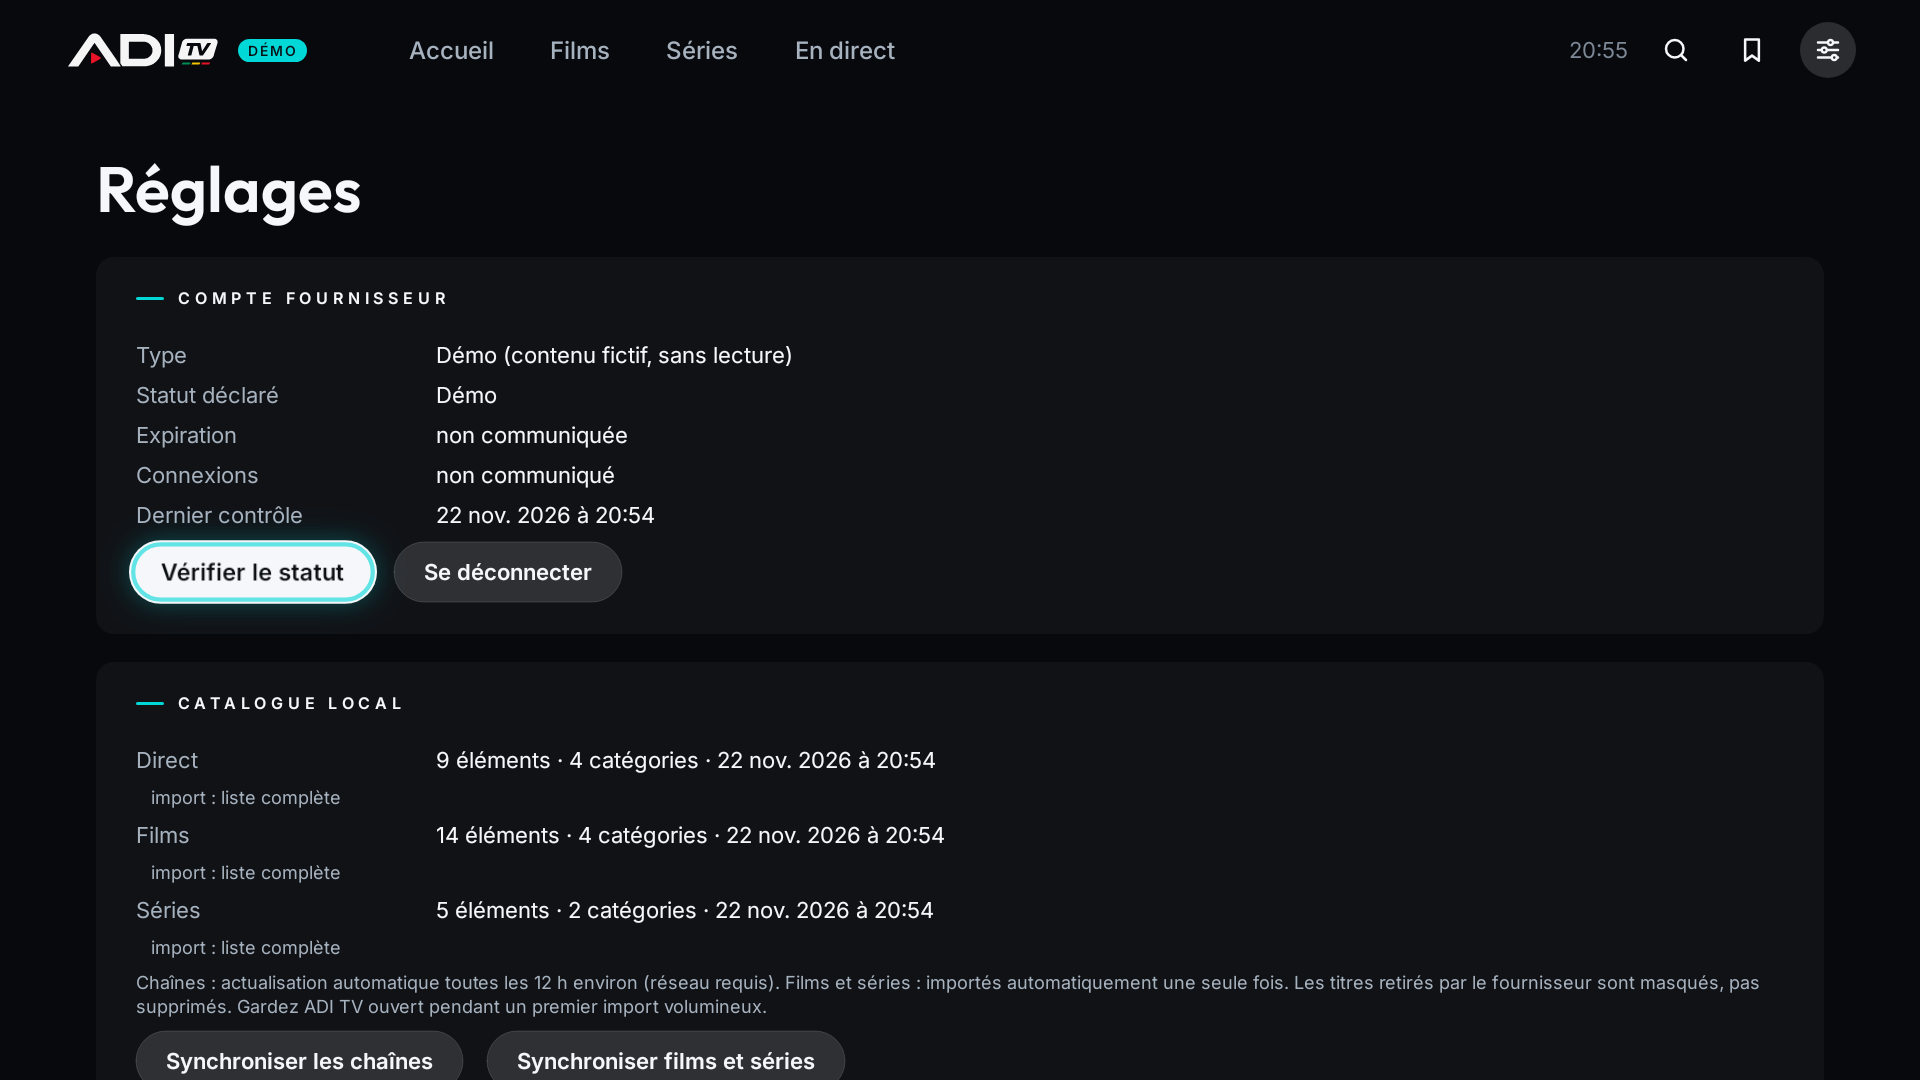 ADI TV
DÉMO
Accueil
Films
Séries
En direct
20:55
Réglages
COMPTE FOURNISSEUR
Type
Démo (contenu fictif, sans lecture)
Statut déclaré
Démo
Expiration
non communiquée
Connexions
non communiqué
Dernier contrôle
22 nov. 2026 à 20:54
Vérifier le statut
Se déconnecter
CATALOGUE LOCAL
Direct
9 éléments · 4 catégories · 22 nov. 2026 à 20:54
import : liste complète
Films
14 éléments · 4 catégories · 22 nov. 2026 à 20:54
import : liste complète
Séries
5 éléments · 2 catégories · 22 nov. 2026 à 20:54
import : liste complète
Chaînes : actualisation automatique toutes les 12 h environ (réseau requis). Films et séries : importés automatiquement une seule fois. Les titres retirés par le fournisseur sont masqués, pas
supprimés. Gardez ADI TV ouvert pendant un premier import volumineux.
Synchroniser les chaînes
Synchroniser films et séries